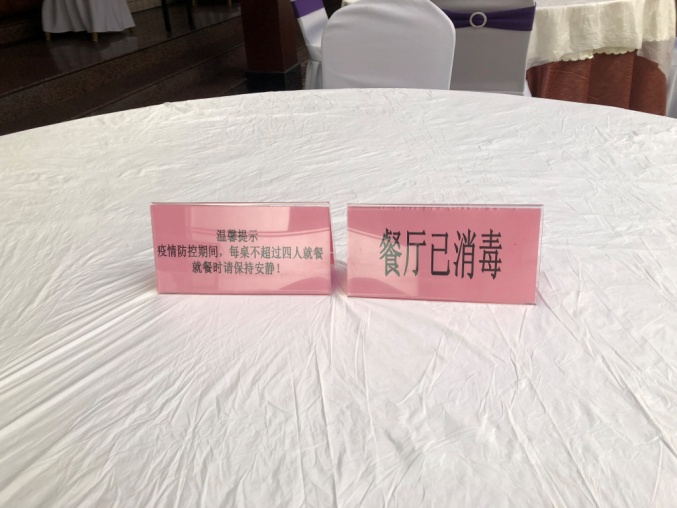 温馨提示
疫情防控期间，每桌不超过四人就餐
就餐时请保持安静！
餐厅已消毒